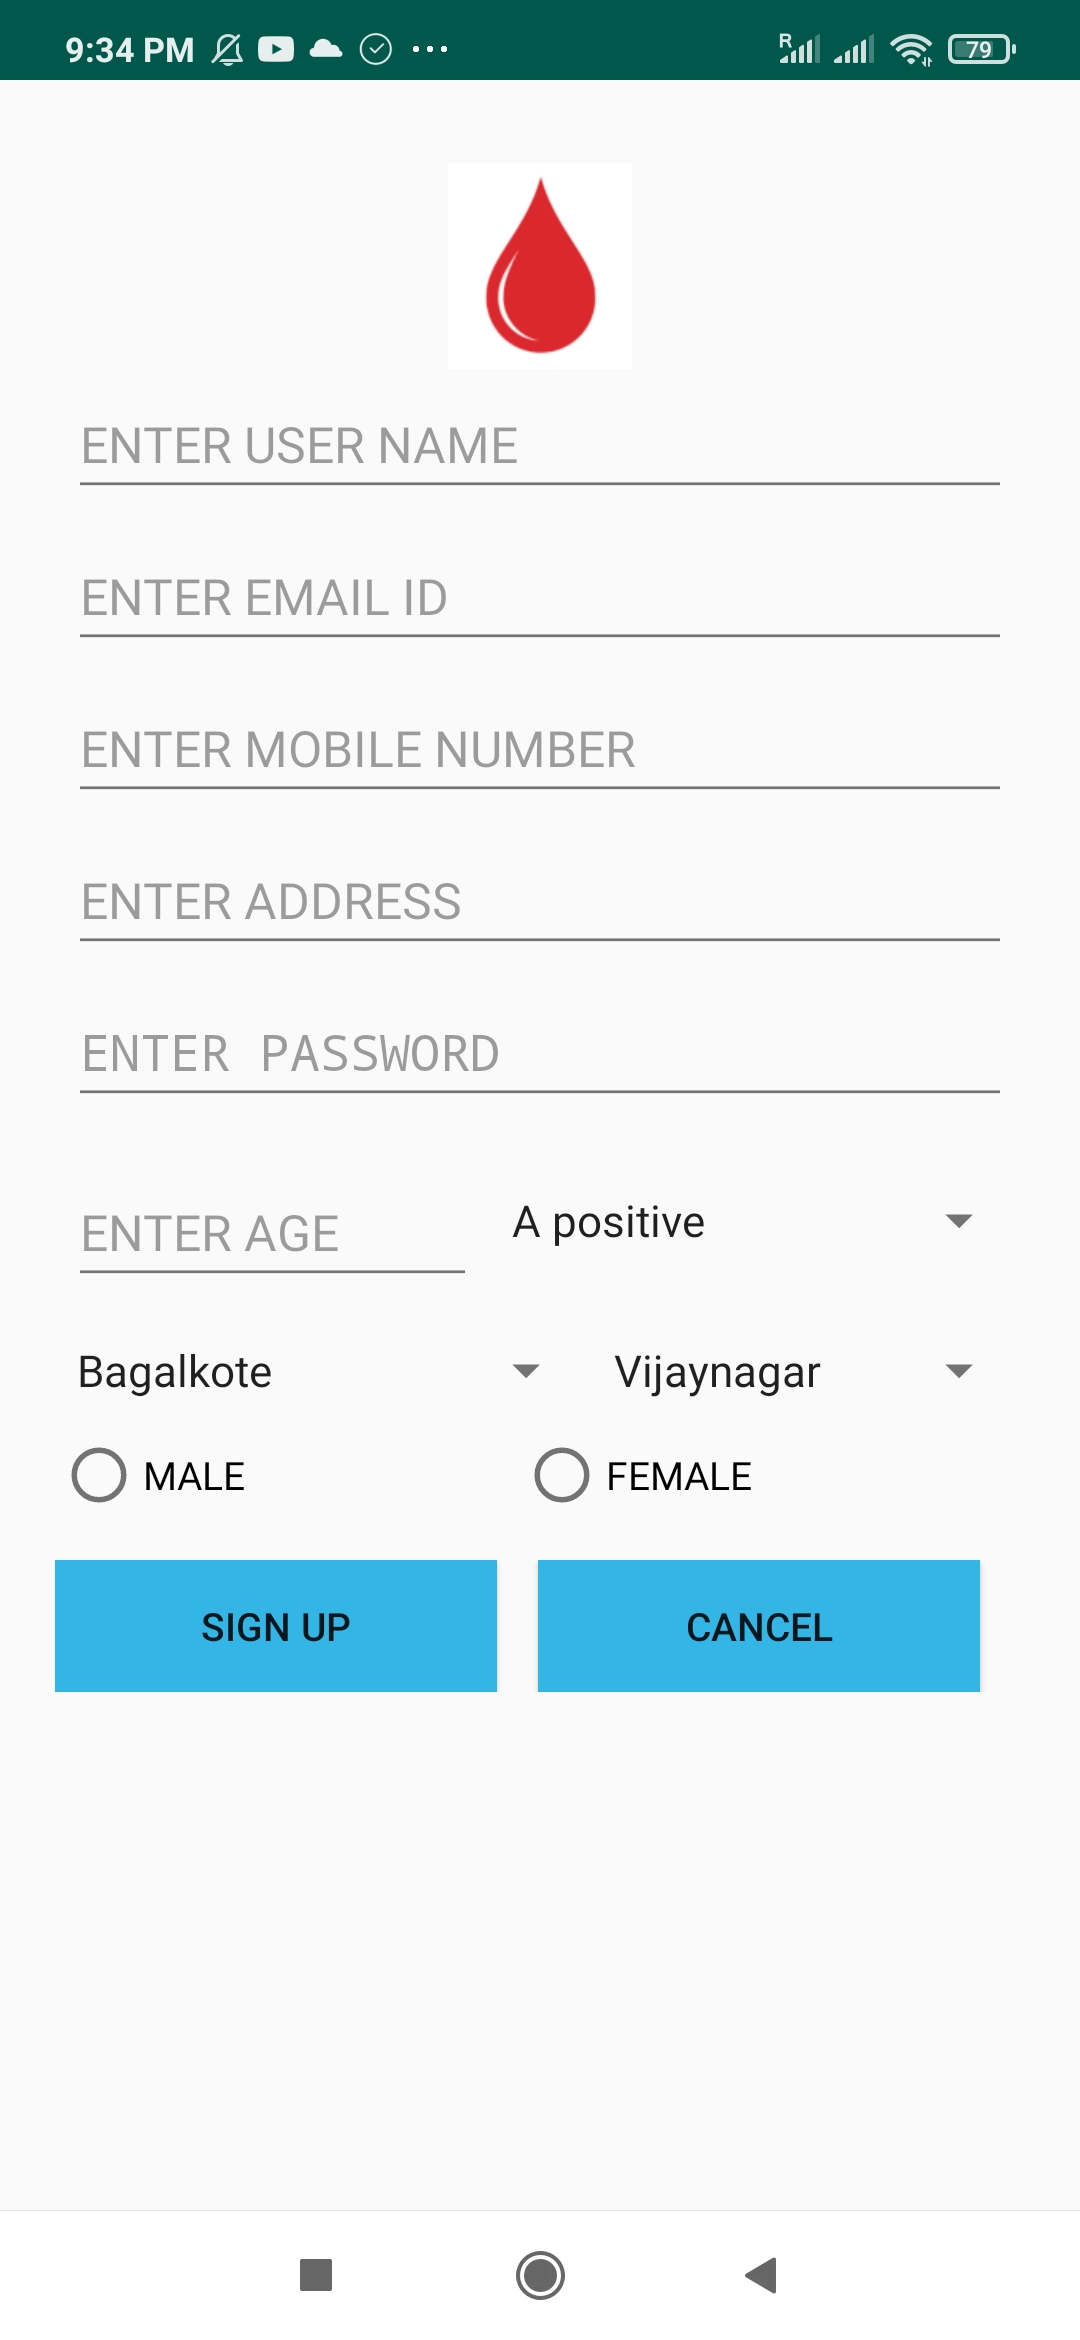 9:34 PM
R
79
ENTER USER NAME
ENTER EMAIL ID
ENTER MOBILE NUMBER
ENTER ADDRESS
ENTER PASSWORD
ENTER AGE A positive
Bagalkote Vijaynagar
MALE FEMALE
SIGN UP CANCEL